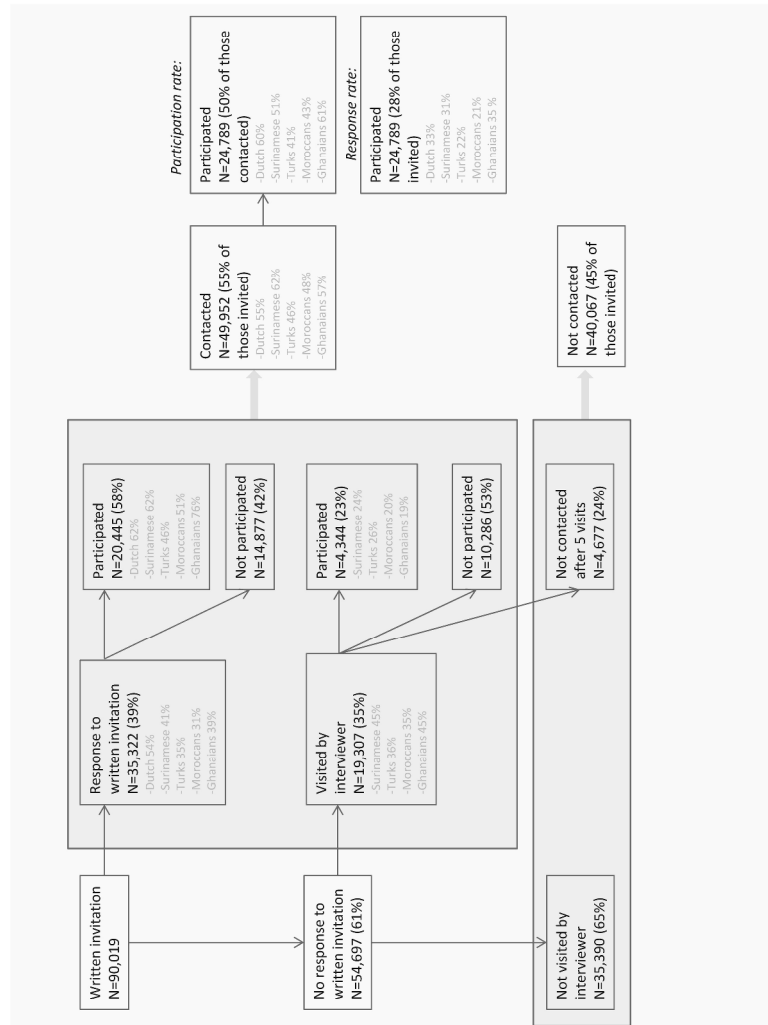 Written invitation
N=90,019
No response to
written invitation
N=54,697 (61%)
Not visited by
interviewer
N=35,390 (65%)
Response to
written invitation
N=35,322 (39%)
-Dutch 54%
-Surinamese 41%
-Turks 35%
-Moroccans 31%
-Ghanaians 39%
Visited by
interviewer
N=19,307 (35%)
-Surinamese 45%
-Turks 36%
-Moroccans 35%
-Ghanaians 45%
Participated
N=20,445 (58%)
-Dutch 62%
-Surinamese 62%
-Turks 46%
-Moroccans 51%
-Ghanaians 76%
Not participated
N=14,877 (42%)
Participated
N=4,344 (23%)
-Surinamese 24%
-Turks 26%
-Moroccans 20%
-Ghanaians 19%
Not participated
N=10,286 (53%)
Not contacted
after 5 visits
N=4,677 (24%)
Contacted
N=49,952 (55% of
those invited)
-Dutch 55%
-Surinamese 62%
-Turks 46%
-Moroccans 48%
-Ghanaians 57%
Not contacted
N=40,067 (45% of
those invited)
Participation rate:
Participated
N=24,789 (50% of those
contacted)
-Dutch 60%
-Surinamese 51%
-Turks 41%
-Moroccans 43%
-Ghanaians 61%
Response rate:
Participated
N=24,789 (28% of those
invited)
-Dutch 33%
-Surinamese 31%
-Turks 22%
-Moroccans 21%
-Ghanaians 35 %